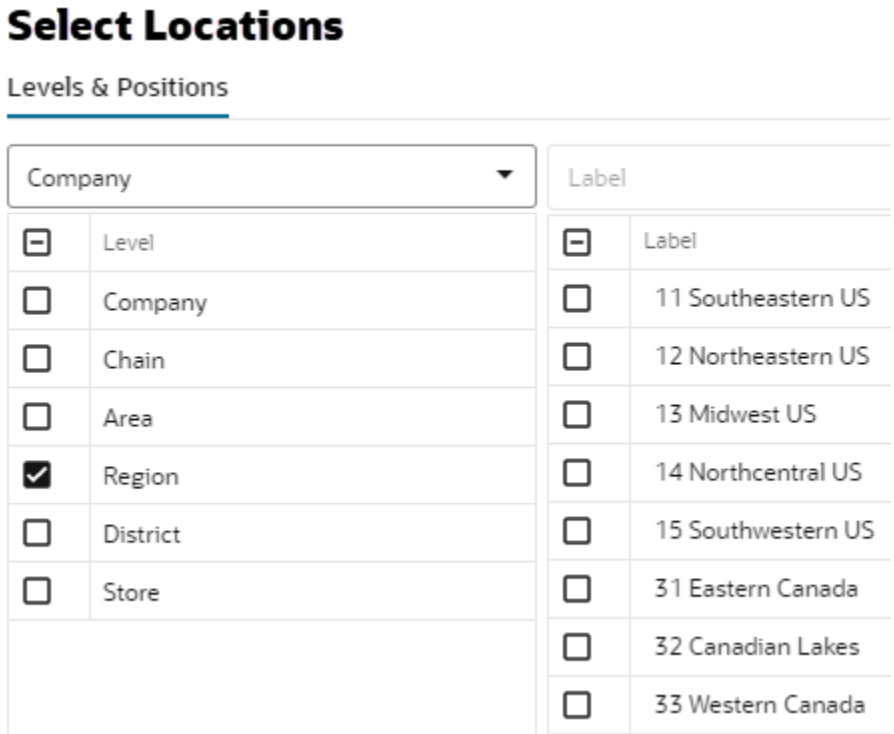 Select Locations
Levels & Positions
Company
Label
Level
Label
Company
11 Southeastern US
Chain
12 Northeastern US
Area
13 Midwest US
Region
14 Northcentral US
District
15 Southwestern US
Store
31 Eastern Canada
32 Canadian Lakes
33 Western Canada